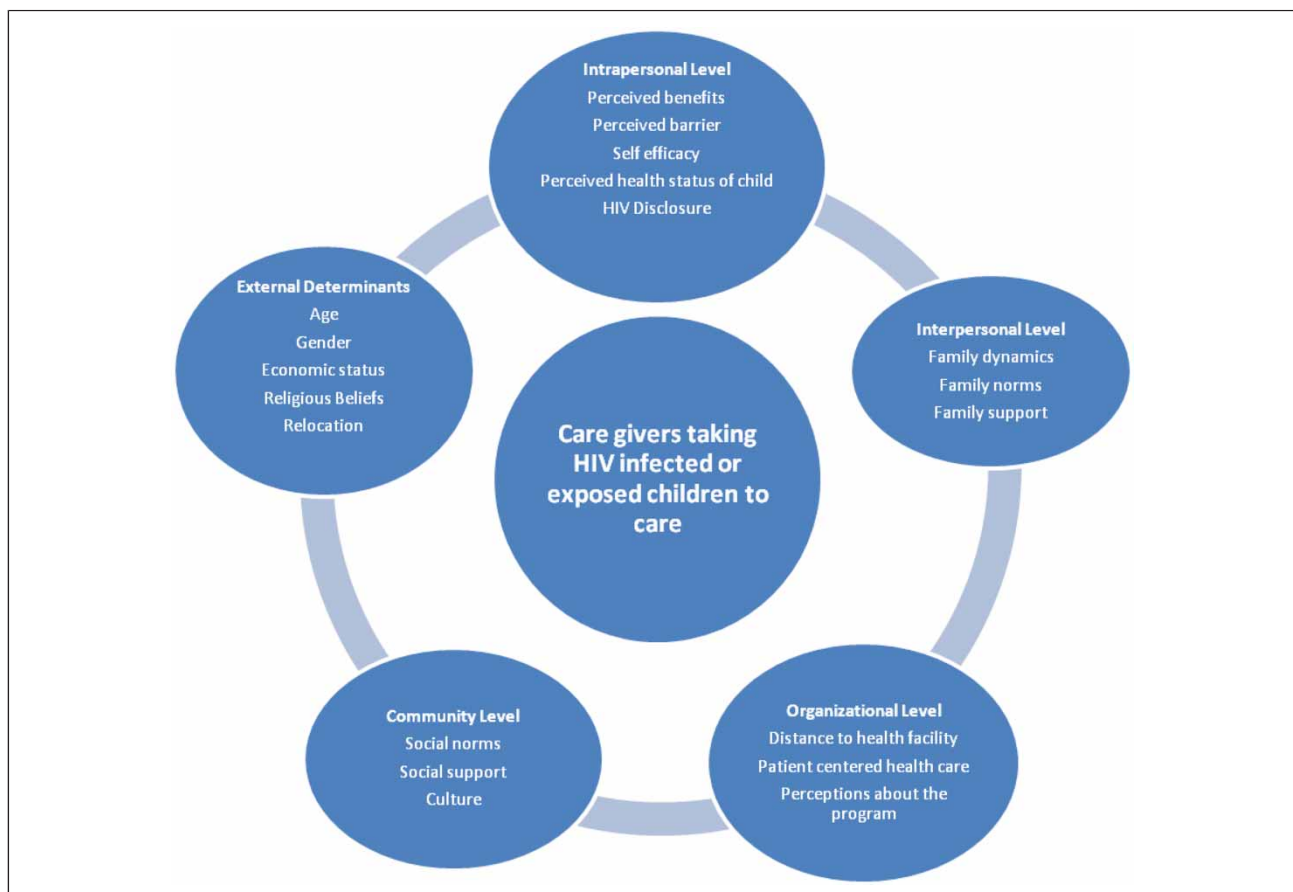 Intrapersonal Level
Perceived benefits
Perceived barrier
Self efficacy
Perceived health status of child
HIV Disclosure
Interpersonal Level
Family dynamics
Family norms
Family support
Organizational Level
Distance to health facility
Patient centered health care
Perceptions about the
program
Community Level
Social norms
Social support
Culture
External Determinants
Age
Gender
Economic status
Religious Beliefs
Relocation
Care givers taking
HIV infected or
exposed children to
care